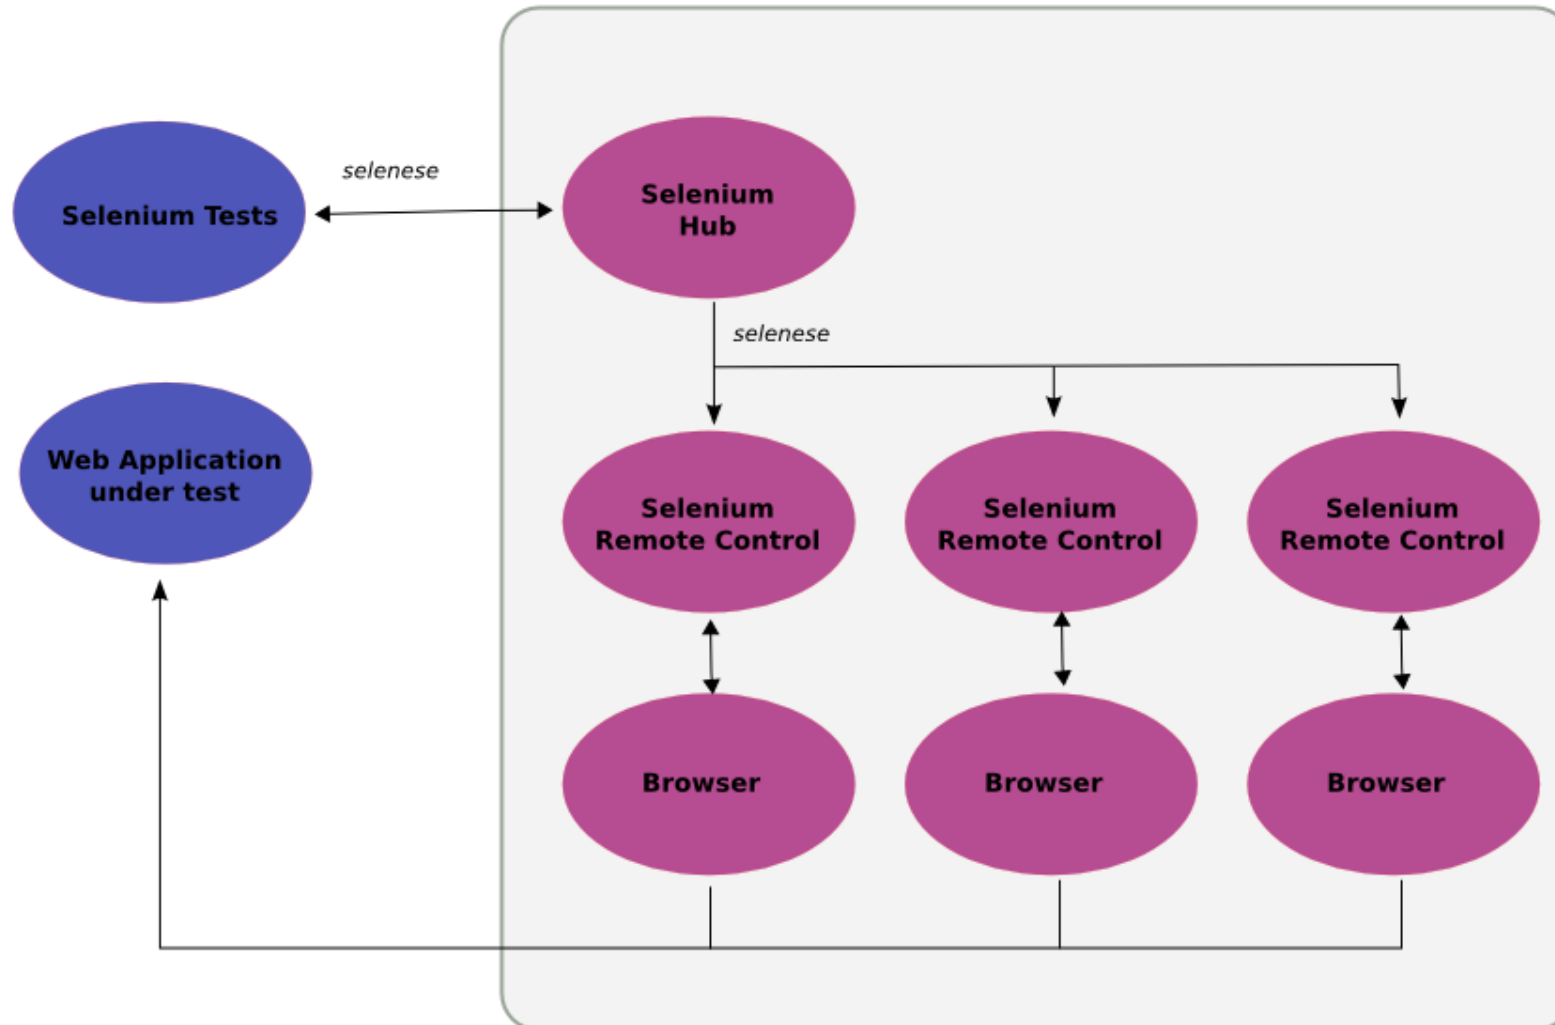 selenese
Selenium Tests
Selenium
Hub
selenese
Web Application
under test
Selenium
Remote Control
Selenium
Remote Control
Selenium
Remote Control
Browser
Browser
Browser